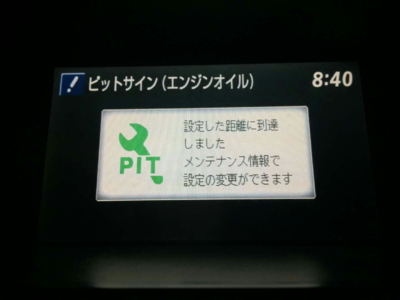 ! ピットサイン(エンジンオイル) 8:40
設定した距離に到達
しました
メンテナンス情報で
設定の変更ができます
PIT